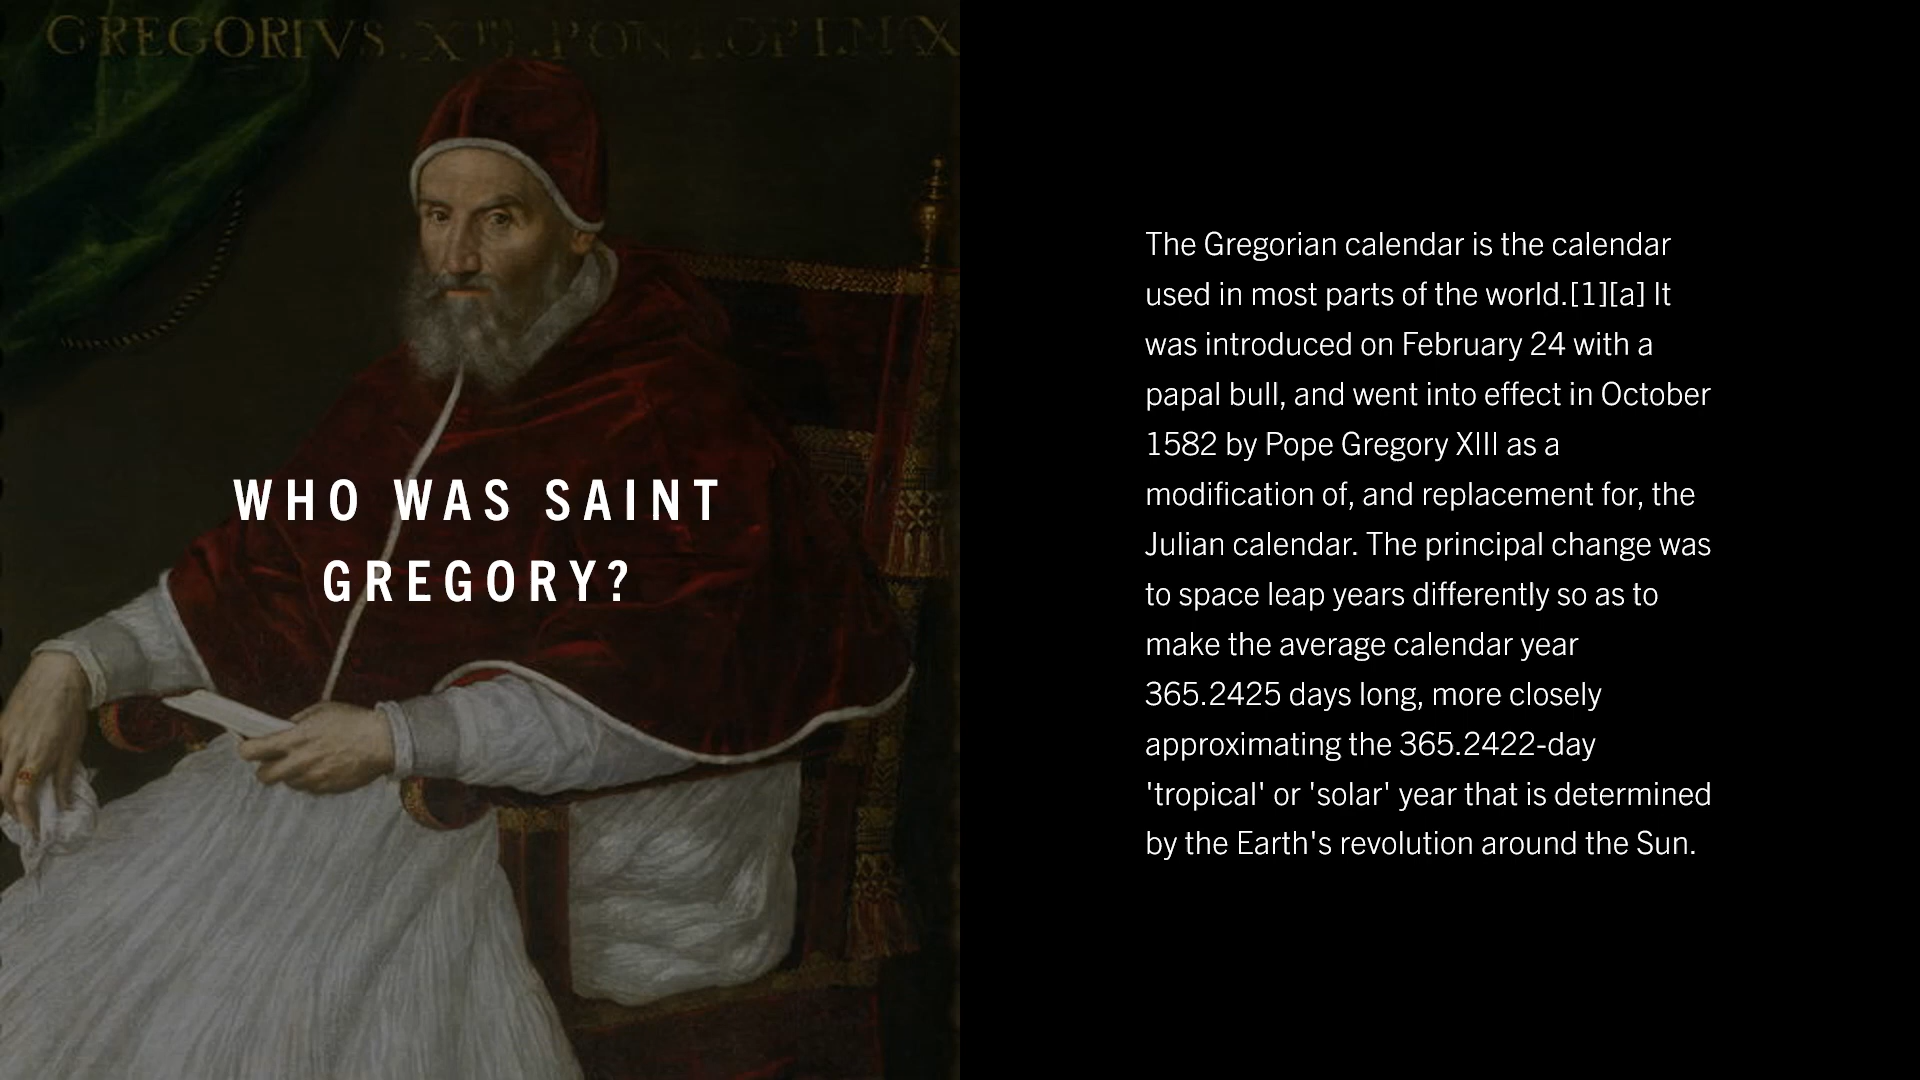 GREGORIVS. XIII. PONT. OPT. MAX
WHO WAS SAINT
GREGORY?
The Gregorian calendar is the calendar
used in most parts of the world.[1][a] It
was introduced on February 24 with a
papal bull, and went into effect in October
1582 by Pope Gregory XIII as a
modification of, and replacement for, the
Julian calendar. The principal change was
to space leap years differently so as to
make the average calendar year
365.2425 days long, more closely
approximating the 365.2422-day
'tropical' or 'solar' year that is determined
by the Earth's revolution around the Sun.